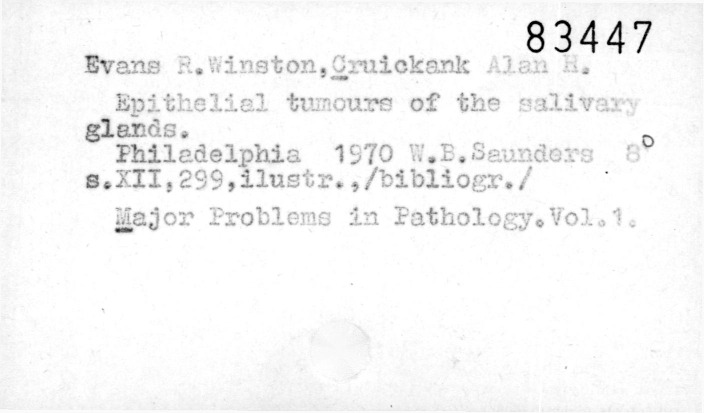 83447
Evans R.Winston,Cruickank Alan H.
Epithelial tumours of the salivary
glands.
Philadelphia 1970 W.B.Saunders 8°
s.XII,299,ilustr.,/bibliogr./
Major Problems in Pathology.Vol.1.